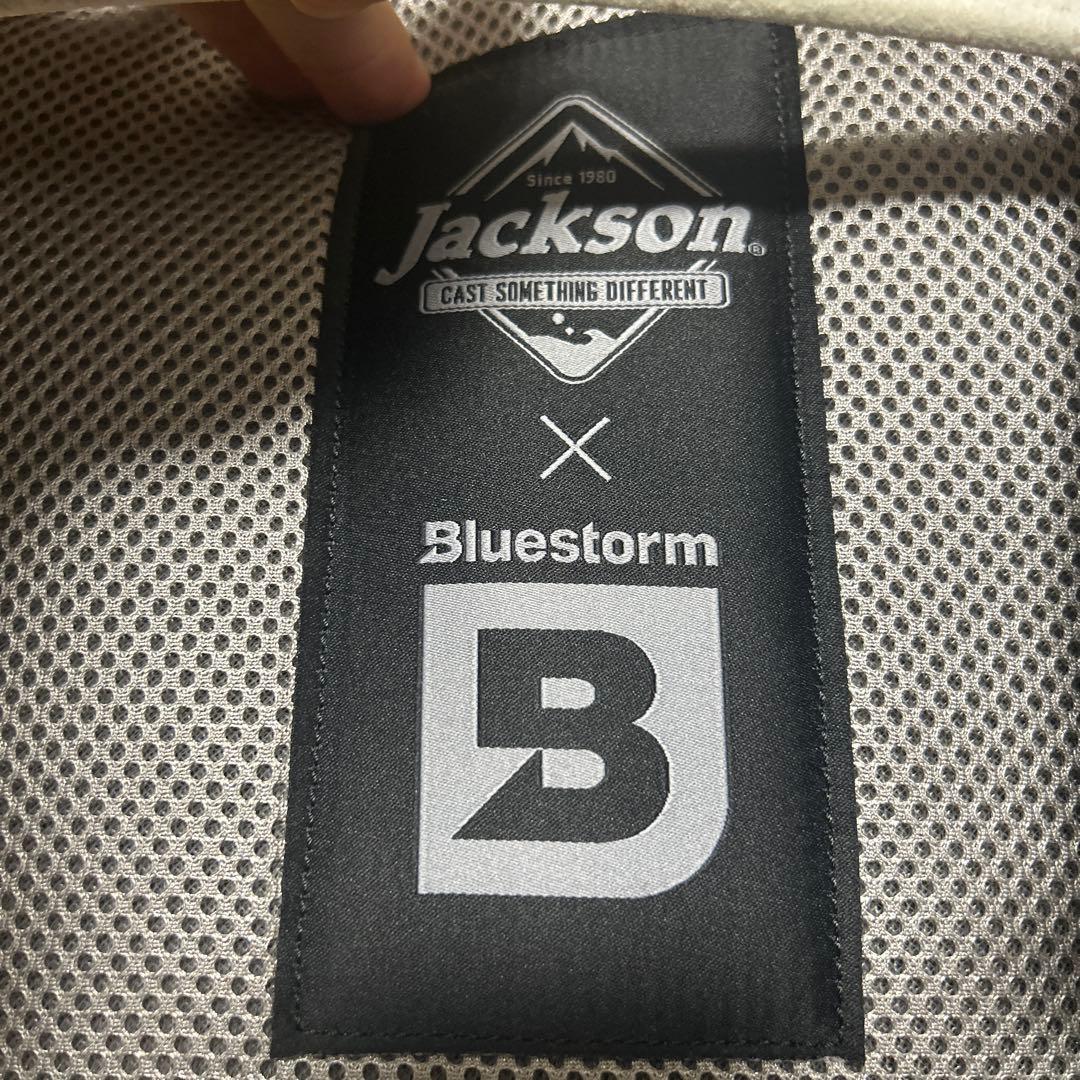 Since 1980
Jackson®
CAST SOMETHING DIFFERENT
×
Bluestorm
B